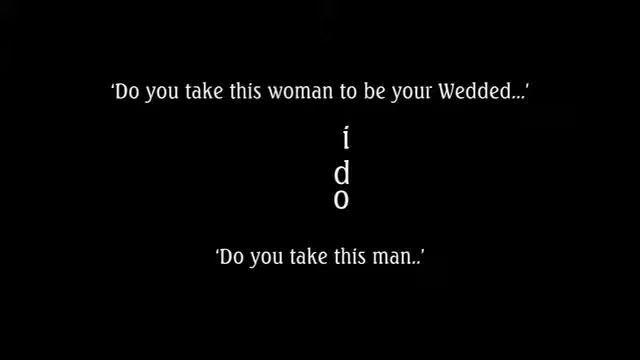 ‘Do you take this woman to be your Wedded...’
i
d
o
‘Do you take this man..’